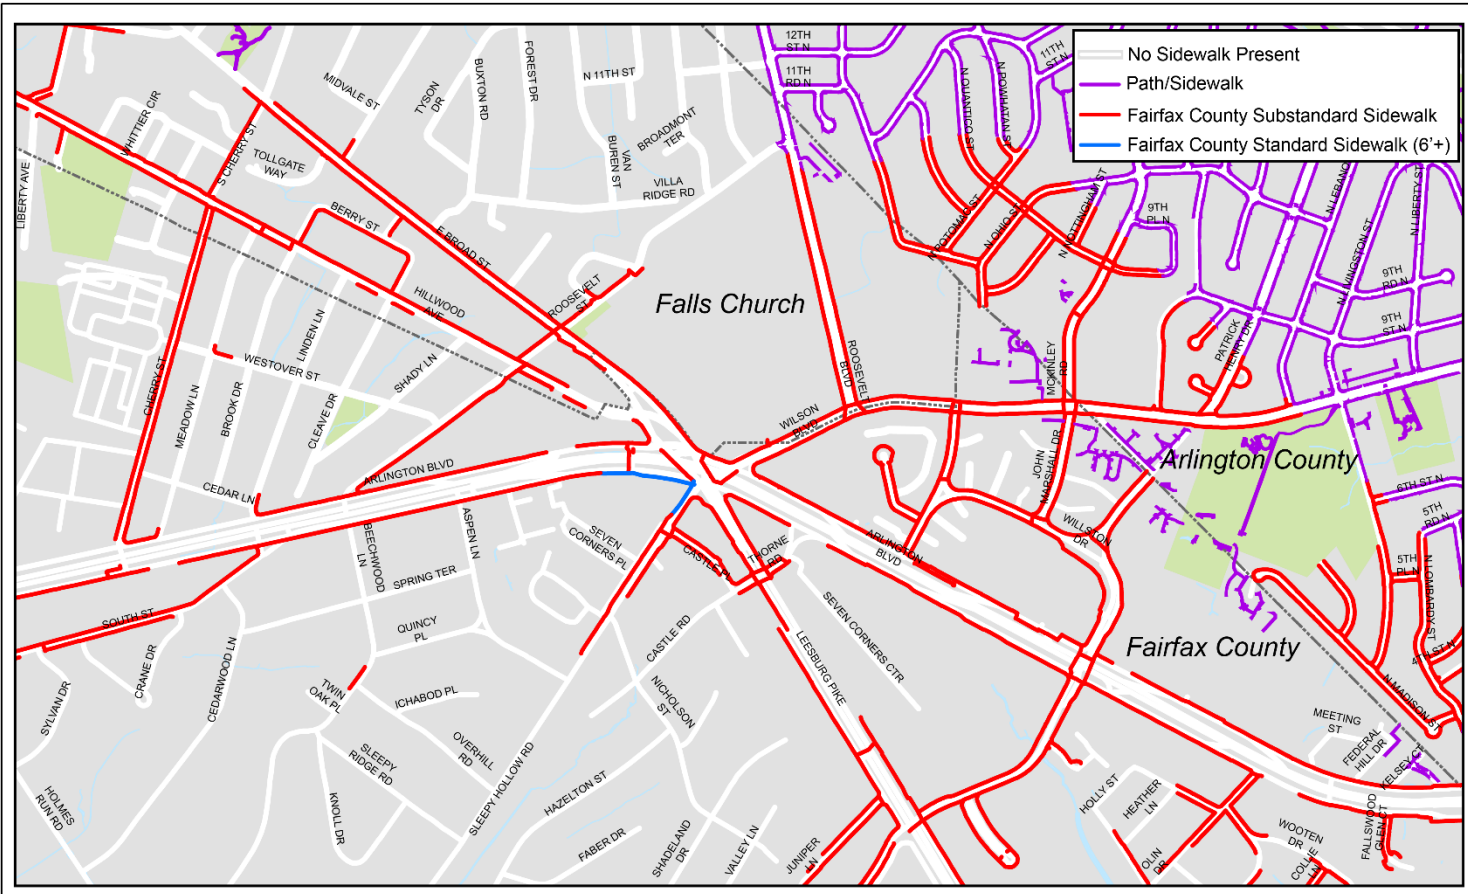 No Sidewalk Present
Path/Sidewalk
Fairfax County Substandard Sidewalk
Fairfax County Standard Sidewalk (6’+)
12TH
ST N
11TH
RD N
11TH
ST N
N QUANTICO ST
N POWHATAN ST
N 11TH ST
FOREST DR
BUXTON RD
TYSON
DR
MIDVALE ST
WHITTIER CIR
S CHERRY ST
TOLLGATE
WAY
LIBERTY AVE
BERRY ST
E BROAD ST
VAN
BUREN ST
BROADMONT
TER
VILLA
RIDGE RD
N POTOMAC ST
N OHIO ST
N NOTTINGHAM ST
9TH
PL N
N LEBANO
N LIBERTY ST
N LIVINGSTON ST
9TH
RD N
9TH
ST N
PATRICK
HENRY DR
MCKINLEY
RD
ROOSEVELT
ST
Falls Church
ROOSEVELT
BLVD
WILSON
BLVD
HILLWOOD
AVE
LINDEN LN
SHADY LN
WESTOVER ST
CHERRY ST
MEADOW LN
BROOK DR
CLEAVE DR
CEDAR LN
ARLINGTON BLVD
JOHN
MARSHALL DR
Arlington County
6TH ST N
5TH
RD N
5TH
PL N
N LOMBARDY ST
4TH ST N
N MADISON ST
WILLSTON
DR
ARLINGTON
BLVD
THORNE
RD
CASTLE PL
SEVEN
CORNERS PL
ASPEN LN
BEECHWOOD
LN
SPRING TER
QUINCY
PL
SOUTH ST
CRANE DR
SYLVAN DR
CEDARWOOD LN
TWIN
OAK PL
ICHABOD PL
CASTLE RD
SEVEN CORNERS CTR
LEESBURG PIKE
Fairfax County
NICHOLSON
ST
OVERHILL
RD
SLEEPY
RIDGE RD
SLEEPY HOLLOW RD
HAZELTON ST
HOLMES
RUN RD
KNOLL DR
FABER DR
SHADELAND
DR
VALLEY LN
JUNIPER
LN
HOLLY ST
HEATHER
LN
OLIN
DR
WOOTEN
DR
COLLIE
LN
MEETING
ST
FEDERAL
HILL DR
KELSEY CT
FALLSWOOD
GLEN CT